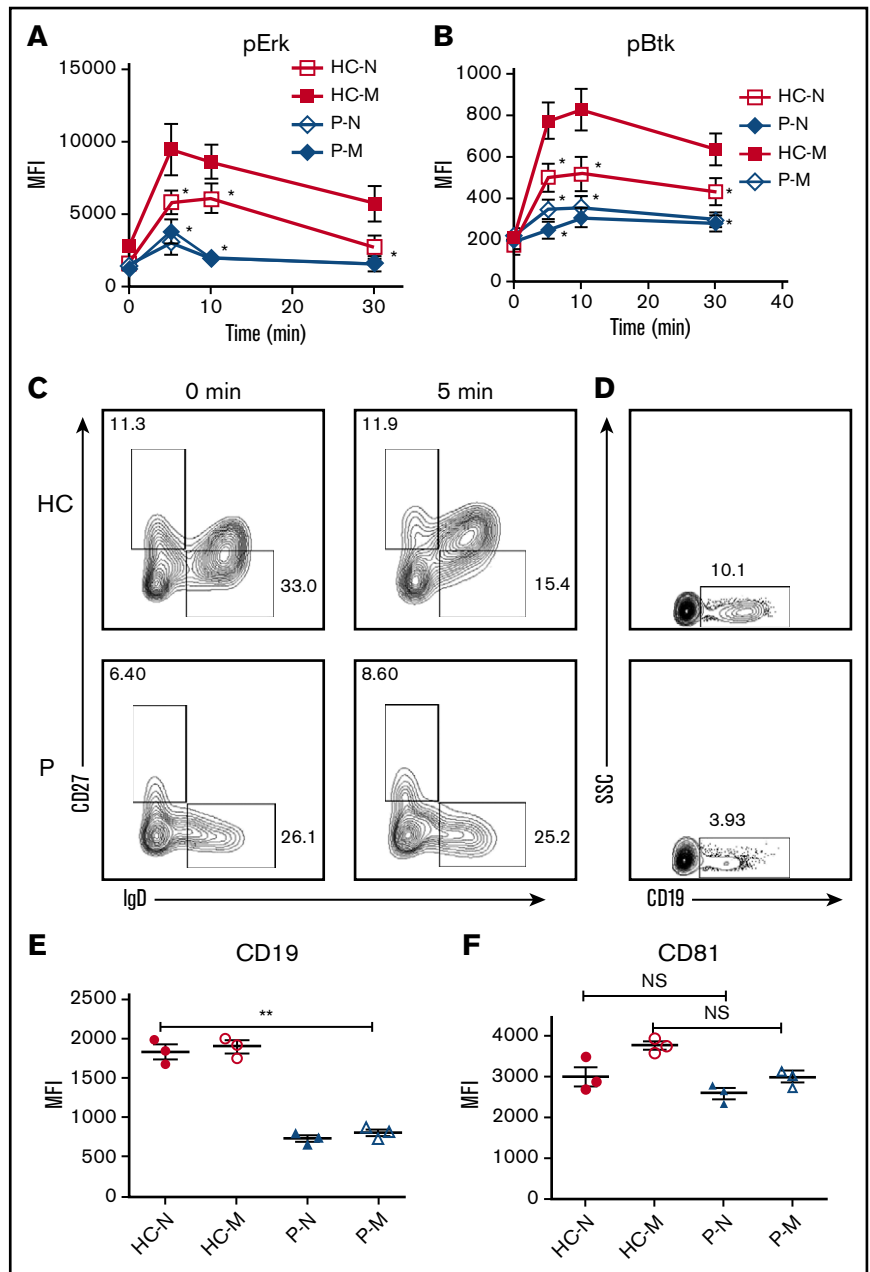 A
pErk
15000
10000
5000
0
MFI
0
10
20
30
Time (min)
HC-N
HC-M
P-N
P-M
*
*
*
*
*
B
pBtk
1000
800
600
400
200
0
MFI
0
10
20
30
40
Time (min)
HC-N
P-N
HC-M
P-M
* *
* *
*
*
*
C
0 min
5 min
D
HC
11.3
33.0
11.9
15.4
10.1
P
6.40
26.1
8.60
25.2
3.93
CD27
IgD
SSC
CD19
E
CD19
2500
2000
1500
1000
500
0
MFI
**
HC-N
HC-M
P-N
P-M
F
CD81
NS
NS
4000
3000
2000
1000
0
MFI
HC-N
HC-M
P-N
P-M